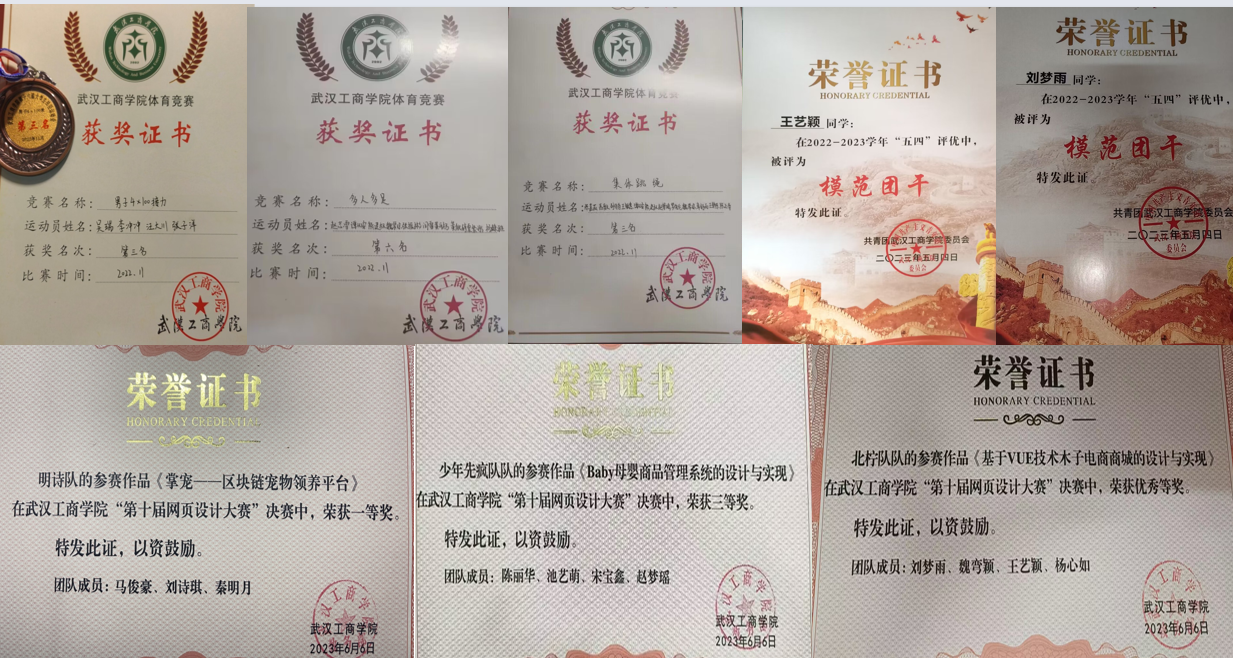 武汉工商学院体育竞赛
获奖证书
第三名
竞赛名称：男子4×100接力
运动员姓名：吴瑞 李冲冲 汪大川 张子洋
获奖名次：第三名
比赛时间：2022.11
武汉工商学院
武汉工商学院体育竞赛
获奖证书
竞赛名称：多人多足
运动员姓名：
获奖名次：第六名
比赛时间：2022.11
武汉工商学院
武汉工商学院体育竞赛
获奖证书
竞赛名称：集体跳绳
运动员姓名：
获奖名次：第三名
比赛时间：2022.11
武汉工商学院
荣誉证书
HONORARY CREDENTIAL
王艺颖 同学：
在2022-2023学年“五四”评优中，
被评为
模范团干
特发此证。
共青团武汉工商学院委员会
二〇二三年五月四日
荣誉证书
HONORARY CREDENTIAL
刘梦雨 同学：
在2022-2023学年“五四”评优中，
被评为
模范团干
特发此证。
共青团武汉工商学院委员会
二〇二三年五月四日
荣誉证书
HONORARY CREDENTIAL
明诗队的参赛作品《掌宠——区块链宠物领养平台》
在武汉工商学院“第十届网页设计大赛”决赛中，荣获一等奖。
特发此证，以资鼓励。
团队成员：马俊豪、刘诗琪、秦明月
武汉工商学院
2023年6月6日
荣誉证书
HONORARY CREDENTIAL
少年先疯队队的参赛作品《Baby母婴商品管理系统的设计与实现》
在武汉工商学院“第十届网页设计大赛”决赛中，荣获三等奖。
特发此证，以资鼓励。
团队成员：陈丽华、池艺萌、宋宝鑫、赵梦瑶
武汉工商学院
2023年6月6日
荣誉证书
HONORARY CREDENTIAL
北柠队队的参赛作品《基于VUE技术木子电商商城的设计与实现》
在武汉工商学院“第十届网页设计大赛”决赛中，荣获优秀等奖。
特发此证，以资鼓励。
团队成员：刘梦雨、魏弯颖、王艺颖、杨心如
武汉工商学院
2023年6月6日